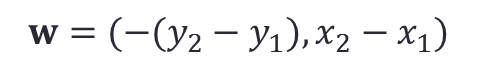 𝐰 = (−(y₂ − y₁), x₂ − x₁)